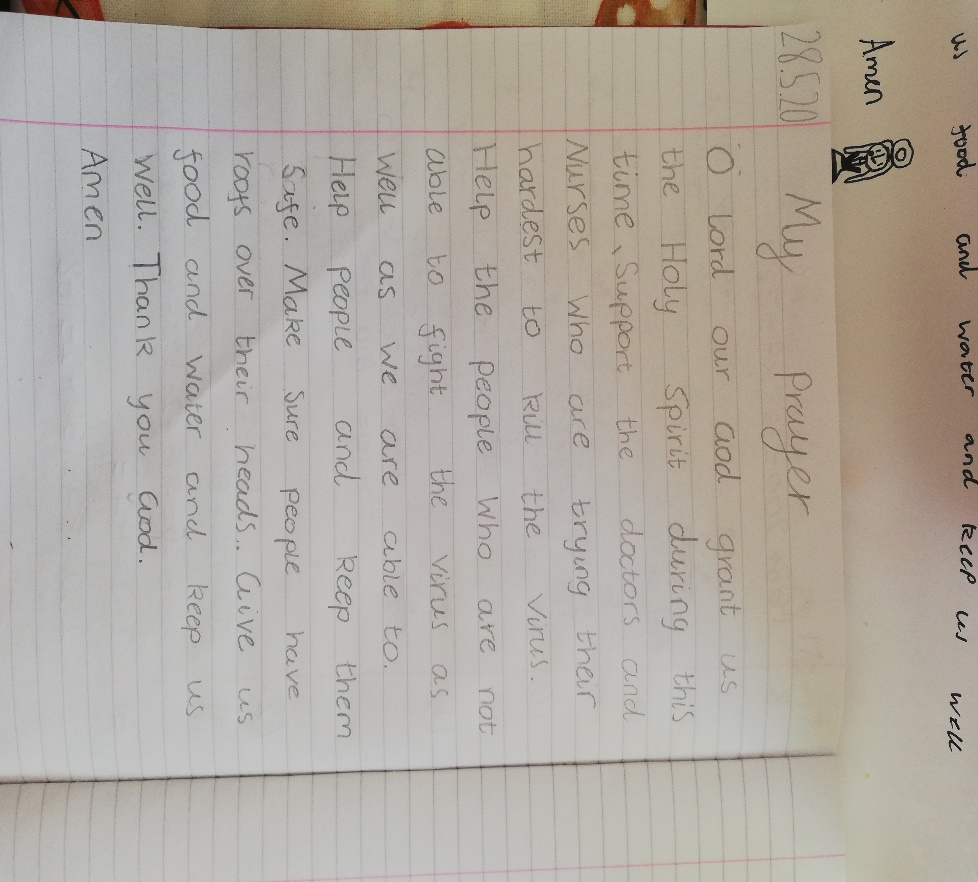 us food and water and keep us well
Amen
28.5.20
My prayer
O Lord our God grant us
the Holy Spirit during this
time, Support the doctors and
Nurses Who are trying their
hardest to kill the virus.
Help the people Who are not
able to fight the virus as
well as we are able to.
Help people and keep them
Safe. Make sure people have
roofs over their heads.. Give us
food and water and keep us
well. Thank you God.
Amen